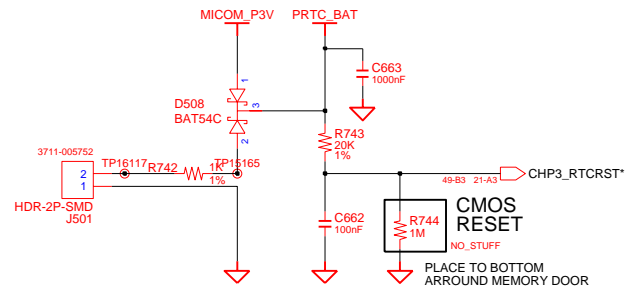 MICOM_P3V
PRTC_BAT
C663
1000nF
1
D508
BAT54C
3
2
R743
20K
1%
3711-005752
TP16117
R742
1K
1%
TP15165
2
1
HDR-2P-SMD
J501
49-B3
21-A3
CHP3_RTCRST*
C662
100nF
CMOS
RESET
R744
1M
NO_STUFF
PLACE TO BOTTOM
ARROUND MEMORY DOOR